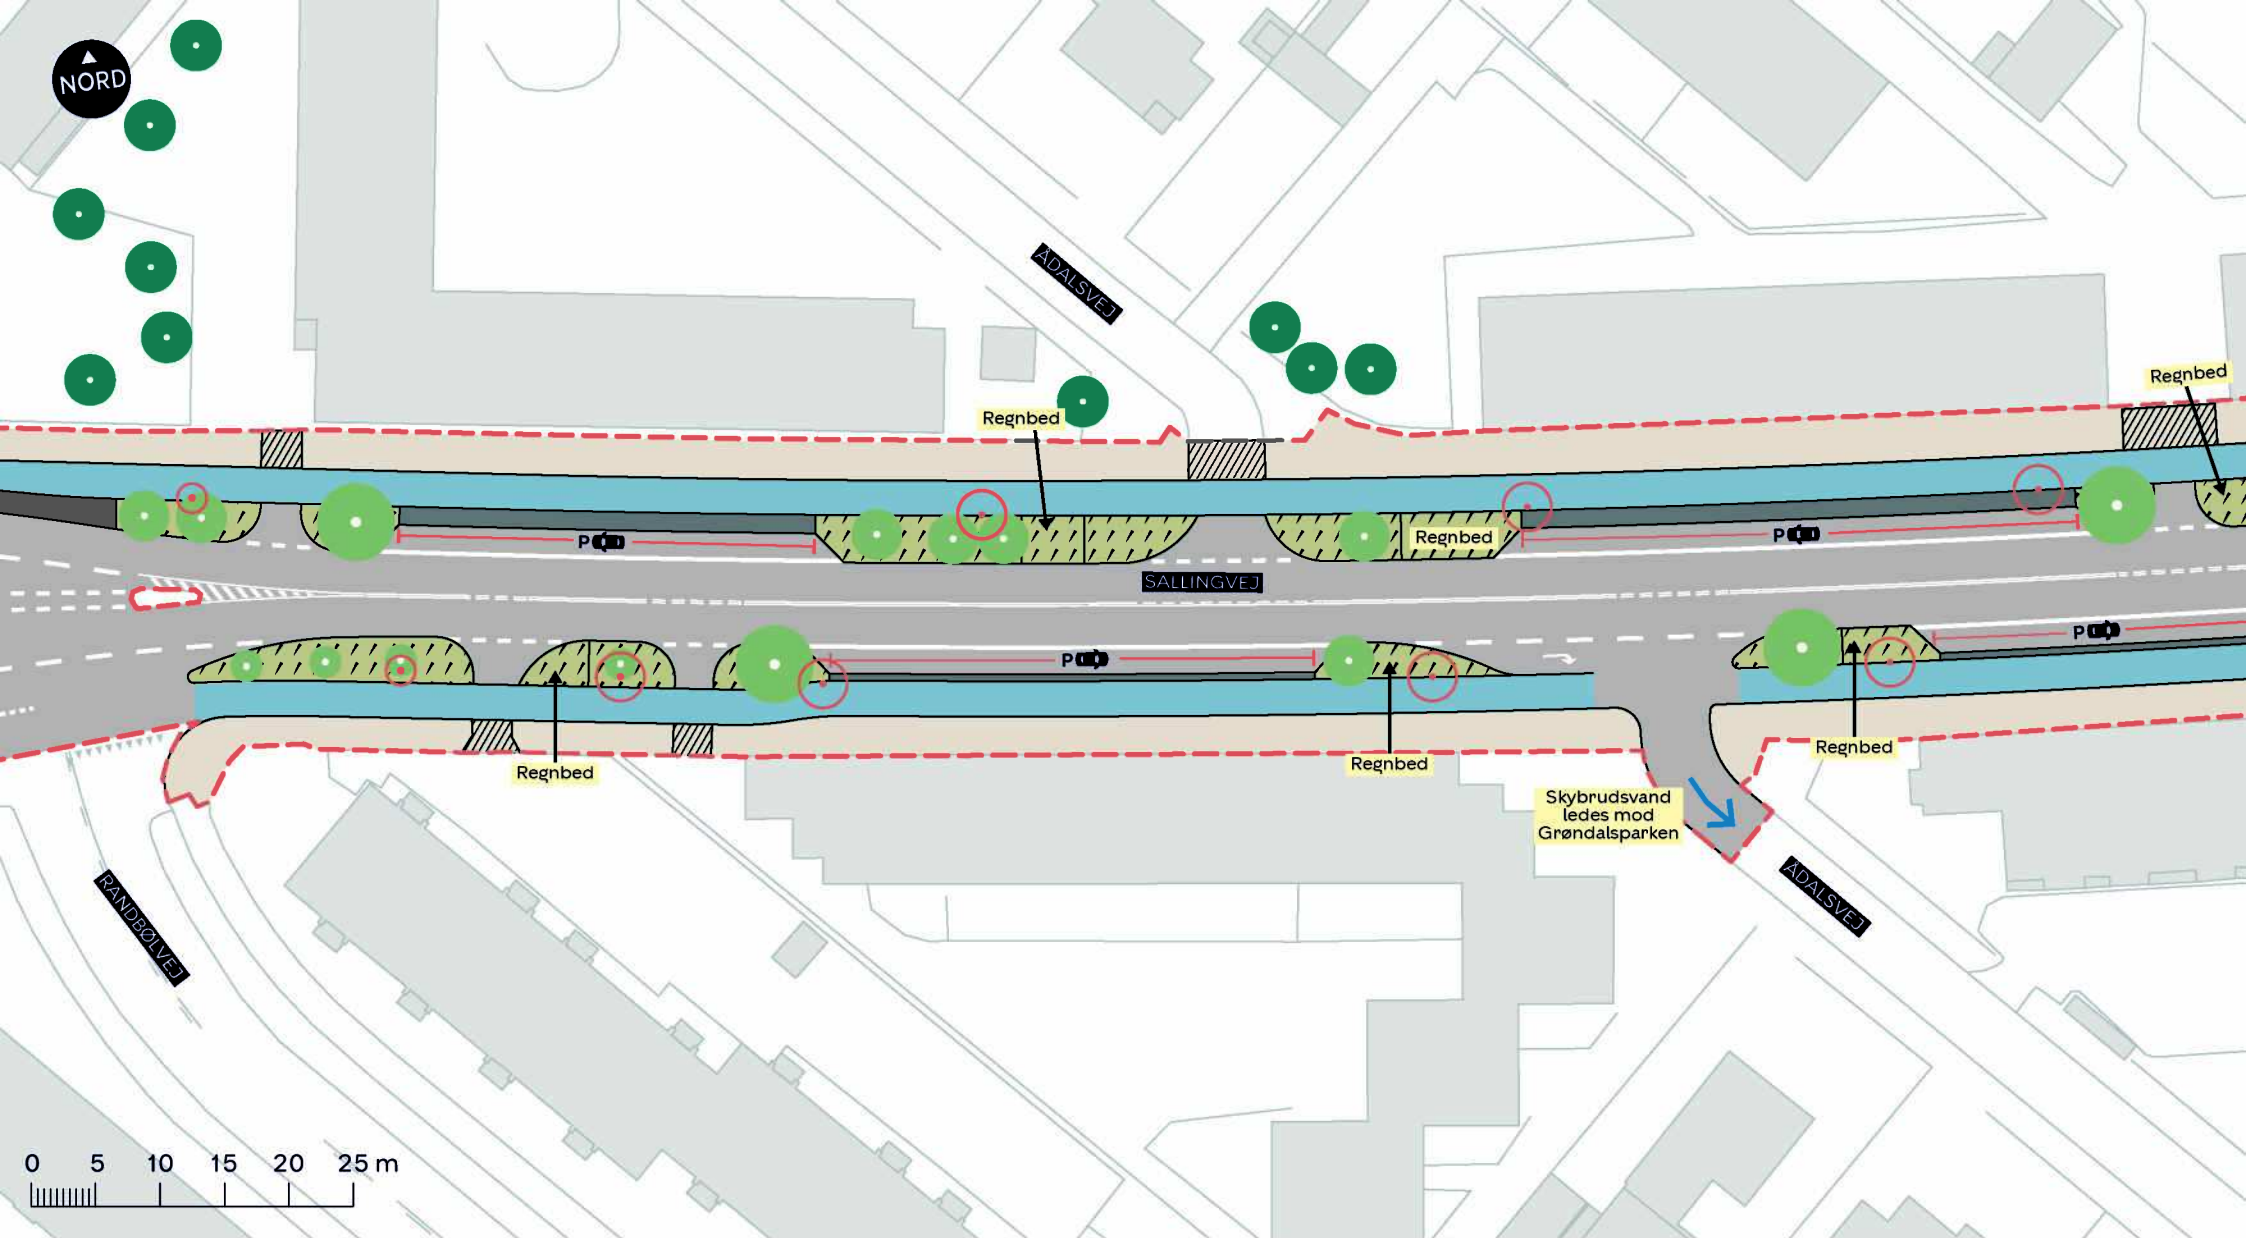 NORD
ÅDALSVEJ
Regnbed
Regnbed
Regnbed
P
P
SALLINGVEJ
P
P
Regnbed
Regnbed
Regnbed
Skybrudsvand
ledes mod
Grøndalsparken
RANDBØLVEJ
ÅDALSVEJ
0 5 10 15 20 25 m